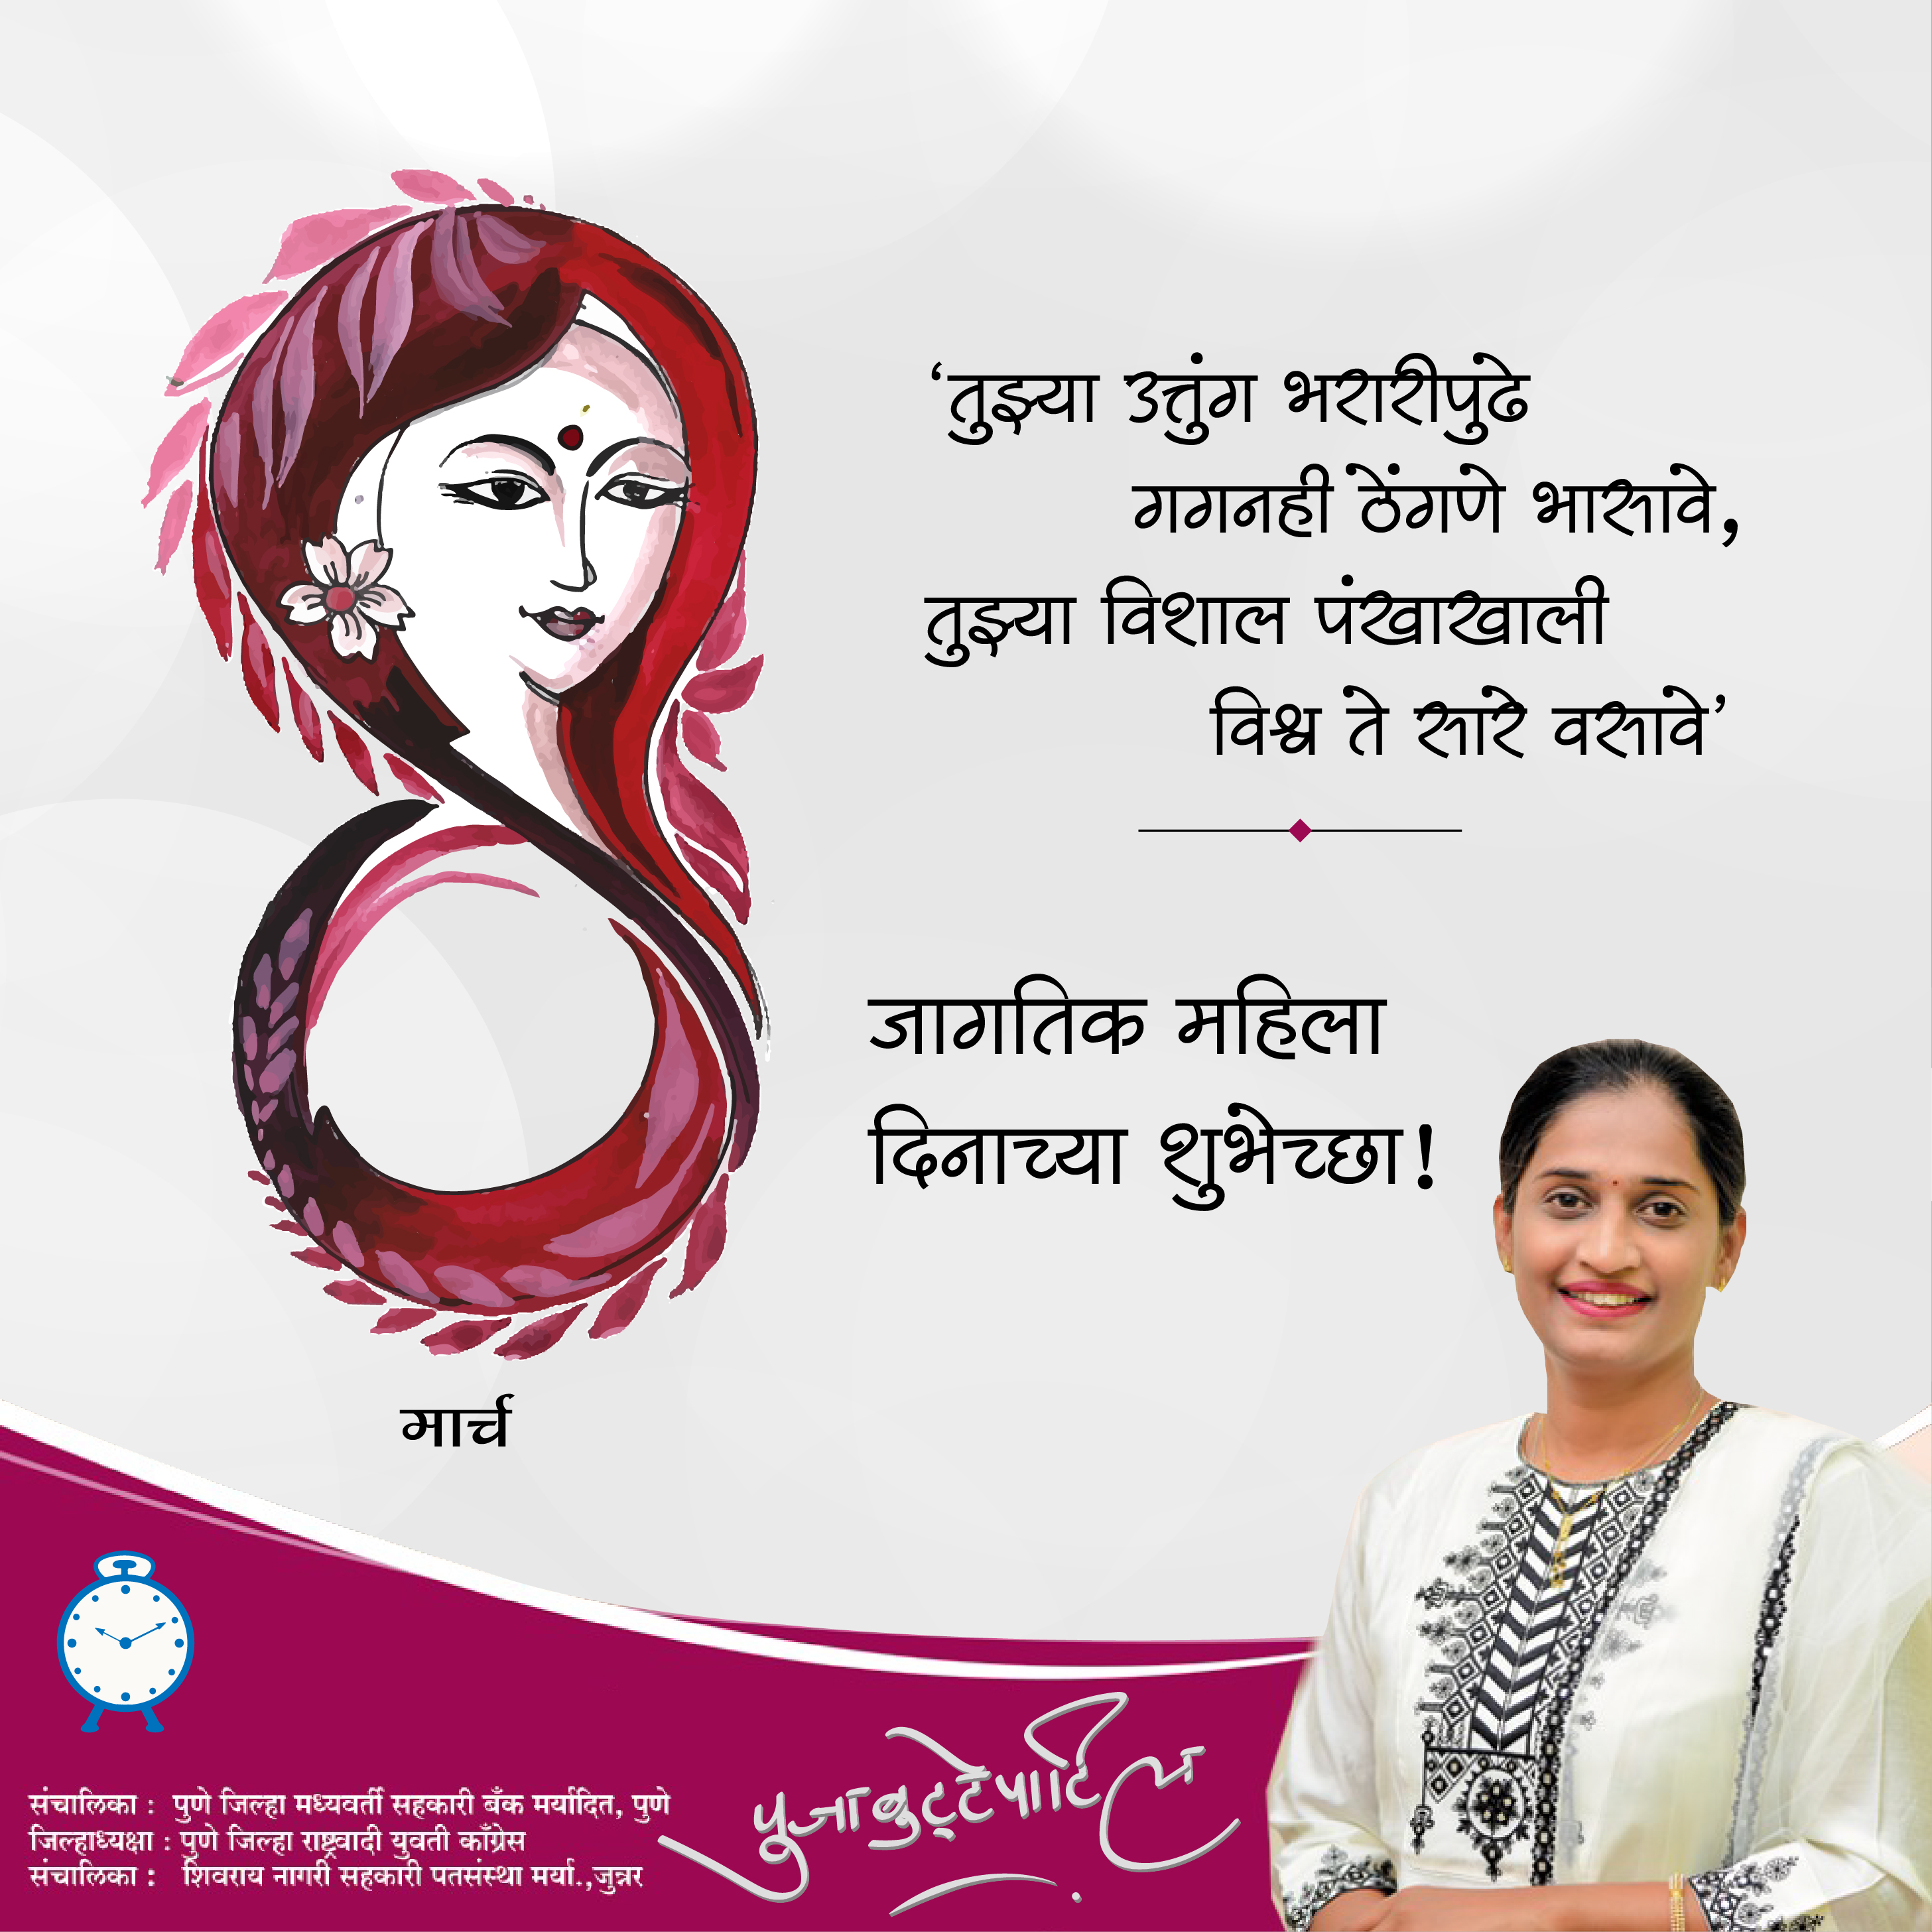 ‘तुझ्या उत्तुंग भरारीपुढे
गगनही ठेंगणे भासावे,
तुझ्या विशाल पंखाखाली
विश्व ते सारे वसावे’
जागतिक महिला
दिनाच्या शुभेच्छा!
मार्च
संचालिका : पुणे जिल्हा मध्यवर्ती सहकारी बँक मर्यादित, पुणे
जिल्हाध्यक्षा : पुणे जिल्हा राष्ट्रवादी युवती काँग्रेस
संचालिका : शिवराय नागरी सहकारी पतसंस्था मर्या.,जुन्नर
पूजा बुट्टेपाटिल